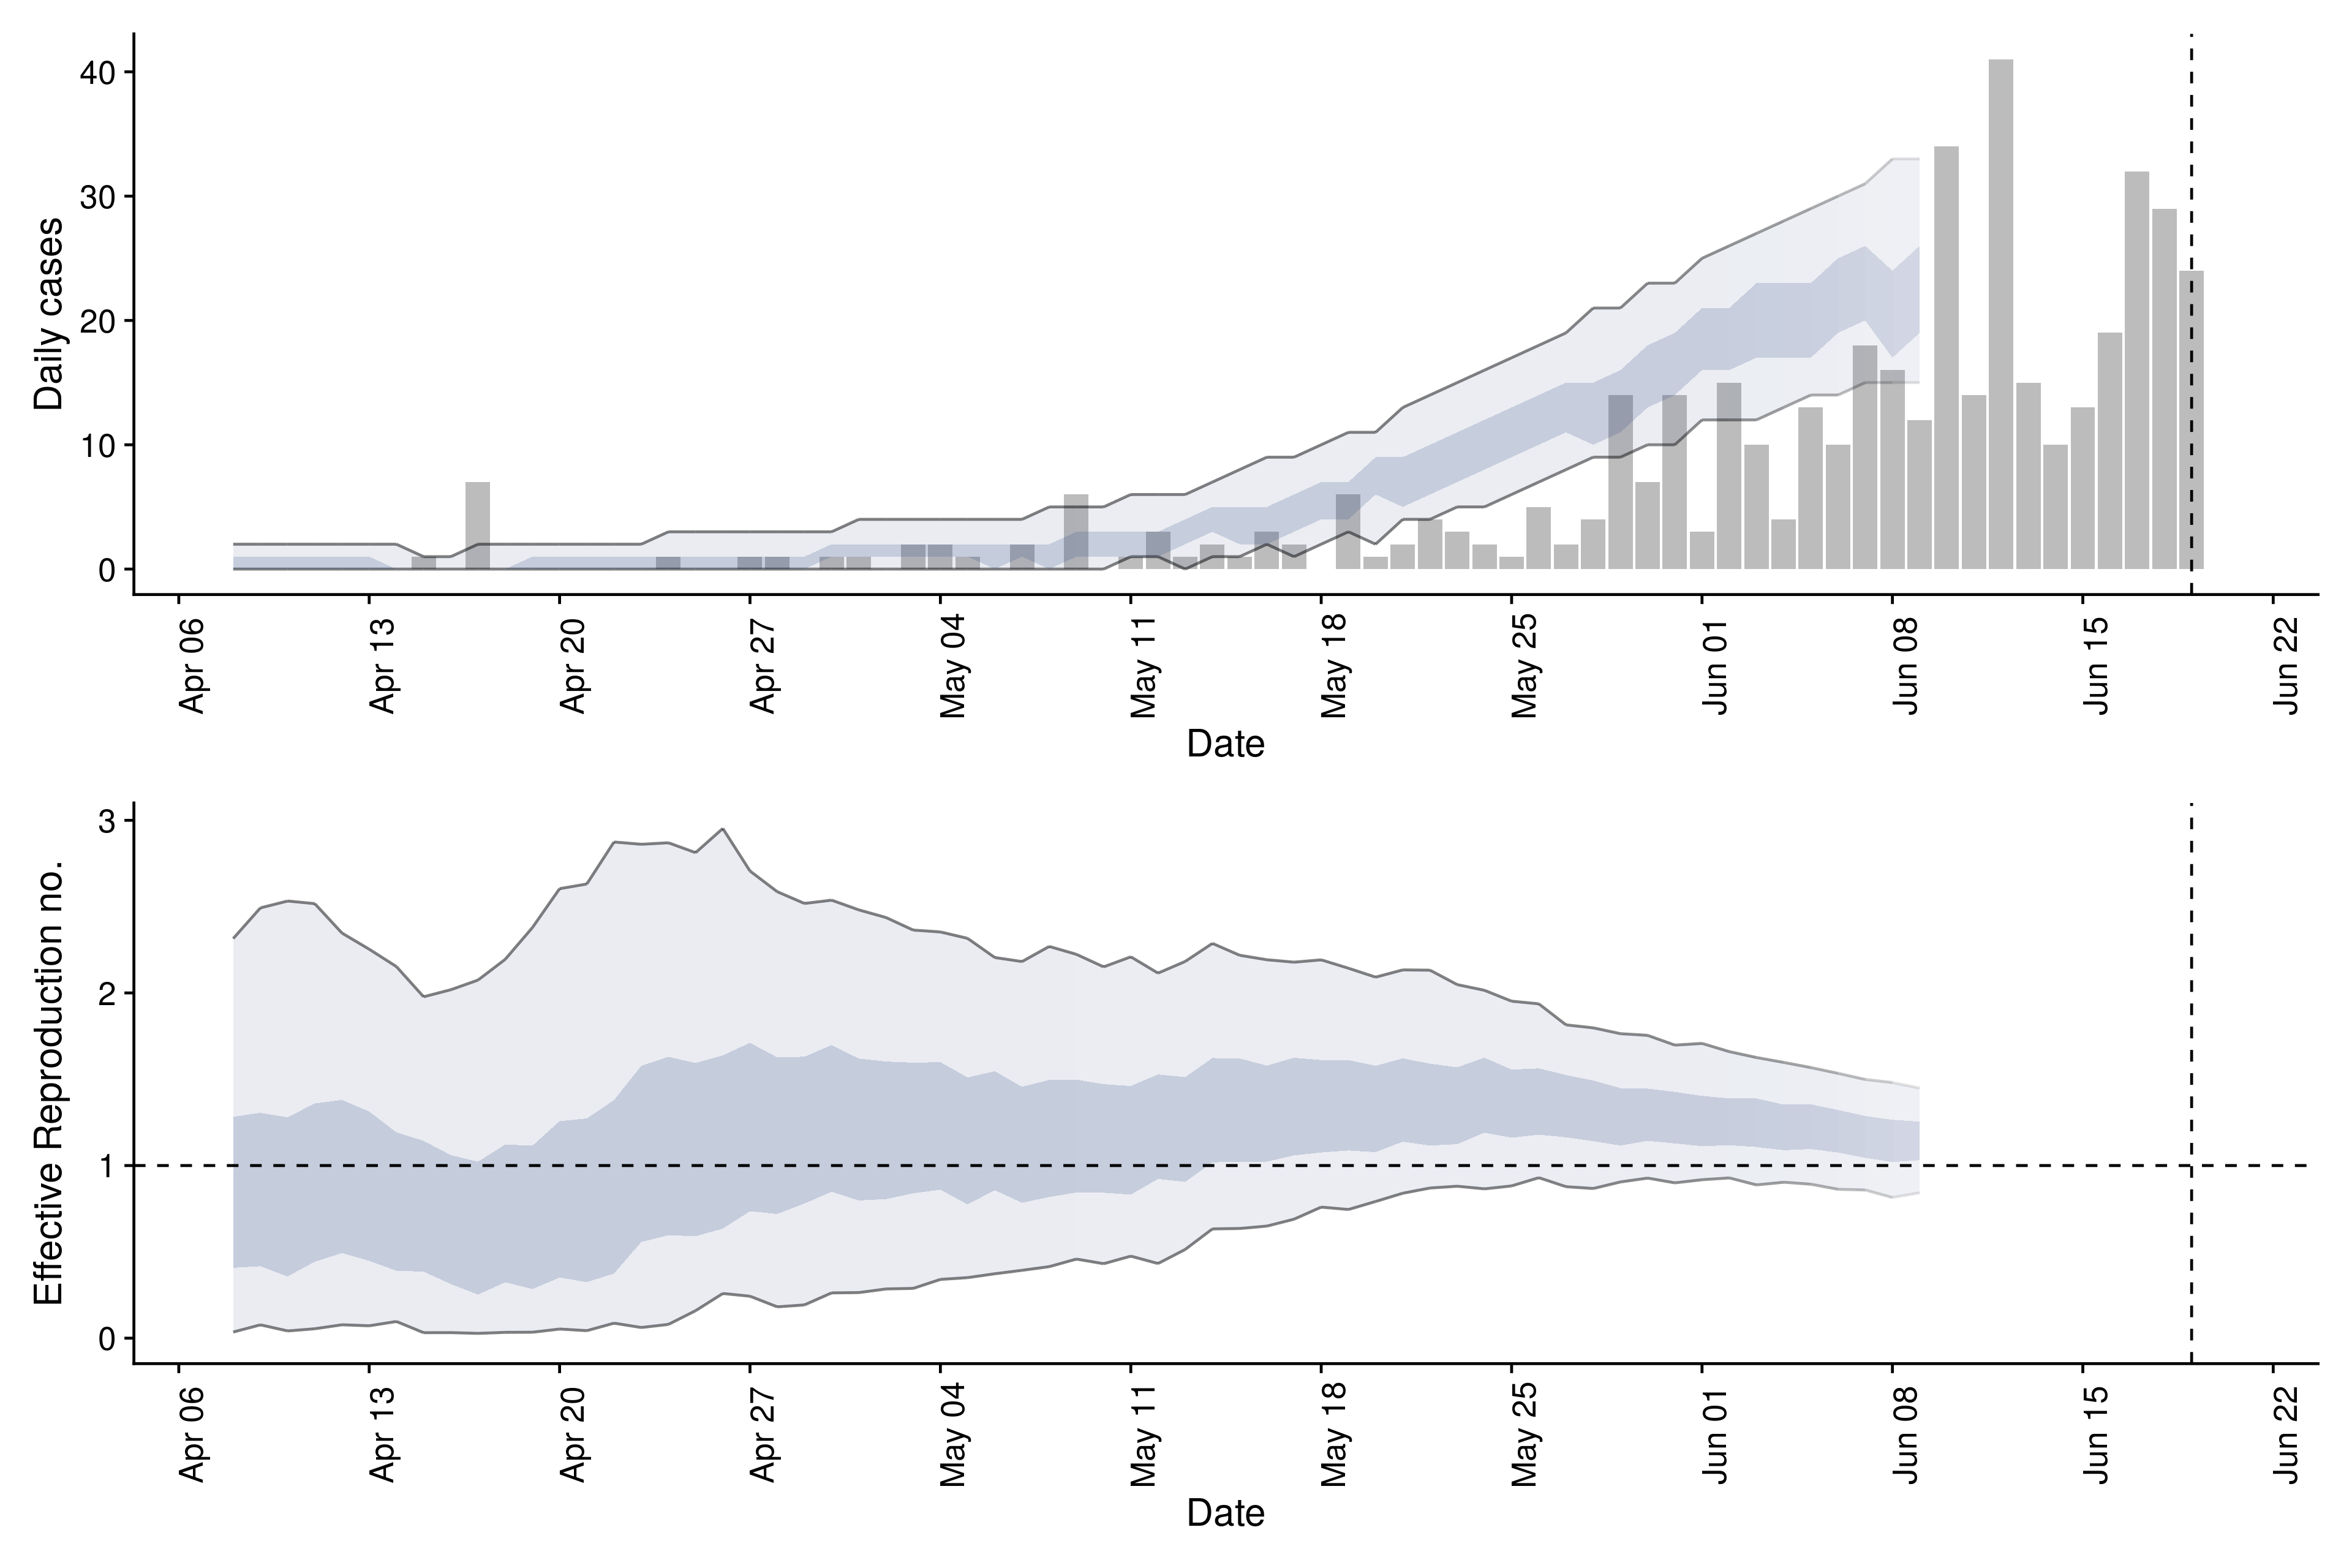 Daily cases
40
30
20
10
0
Apr 06
Apr 13
Apr 20
Apr 27
May 04
May 11
May 18
May 25
Jun 01
Jun 08
Jun 15
Jun 22
Date
Effective Reproduction no.
3
2
1
0
Apr 06
Apr 13
Apr 20
Apr 27
May 04
May 11
May 18
May 25
Jun 01
Jun 08
Jun 15
Jun 22
Date